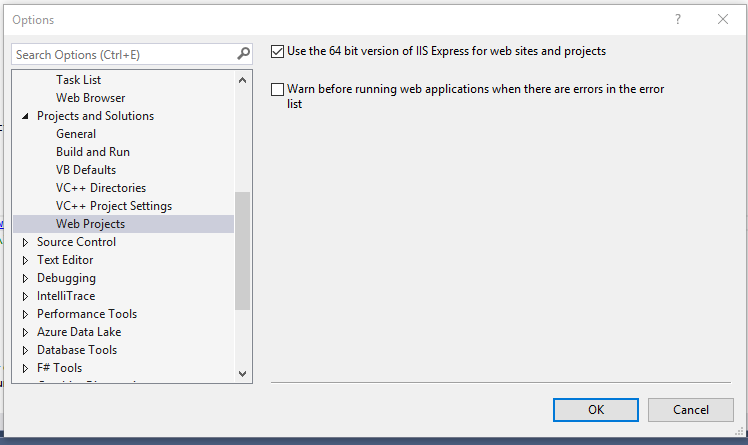 Options
Search Options (Ctrl+E)
Task List
Web Browser
Projects and Solutions
General
Build and Run
VB Defaults
VC++ Directories
VC++ Project Settings
Web Projects
Source Control
Text Editor
Debugging
IntelliTrace
Performance Tools
Azure Data Lake
Database Tools
F# Tools
Use the 64 bit version of IIS Express for web sites and projects
Warn before running web applications when there are errors in the error
list
OK
Cancel